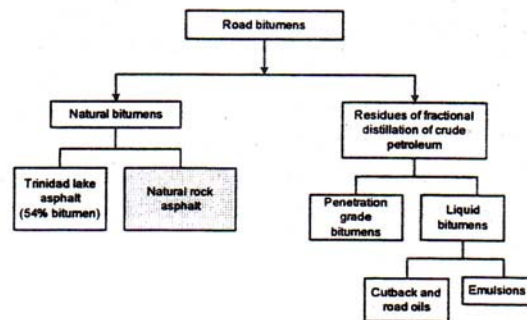 Road bitumens
Natural bitumens
Residues of fractional
distillation of crude
petroleum
Trinidad lake
asphalt
(54% bitumen)
Natural rock
asphalt
Penetration
grade
bitumens
Liquid
bitumens
Cutback and
road oils
Emulsions